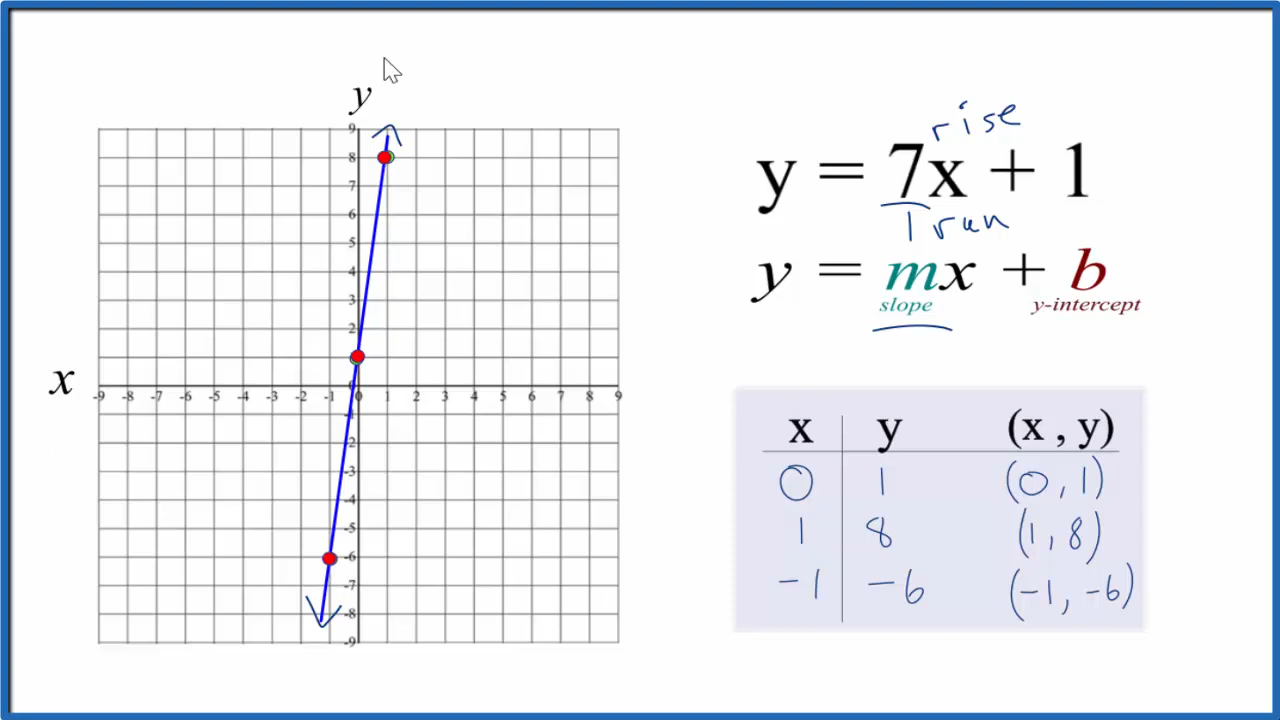 y
9
8
7
6
5
4
3
2
x
-9 -8 -7 -6 -5 -4 -3 -2 -1 0 1 2 3 4 5 6 7 8 9
-1
-2
-3
-4
-5
-6
-7
-8
-9
rise
y = 7x + 1
1 run
y = mx + b
slope y-intercept
x y (x , y)
0 1 (0, 1)
1 8 (1, 8)
-1 -6 (-1, -6)